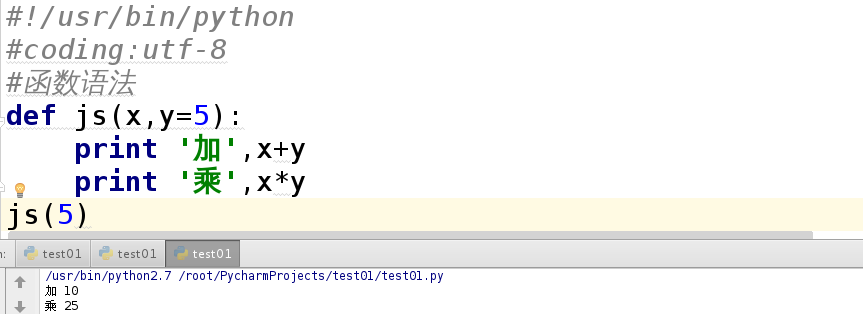 #!/usr/bin/python
#coding:utf-8
#函数语法
def js(x,y=5):
    print '加',x+y
    print '乘',x*y
js(5)
: test01 test01 test01
/usr/bin/python2.7 /root/PycharmProjects/test01/test01.py
加 10
乘 25